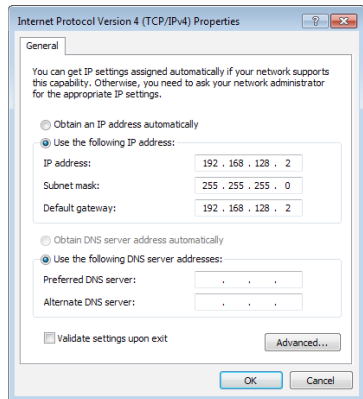 Internet Protocol Version 4 (TCP/IPv4) Properties
General
You can get IP settings assigned automatically if your network supports
this capability. Otherwise, you need to ask your network administrator
for the appropriate IP settings.
Obtain an IP address automatically
Use the following IP address:
IP address: 192 . 168 . 128 . 2
Subnet mask: 255 . 255 . 255 . 0
Default gateway: 192 . 168 . 128 . 2
Obtain DNS server address automatically
Use the following DNS server addresses:
Preferred DNS server: . . .
Alternate DNS server: . . .
Validate settings upon exit
Advanced...
OK Cancel